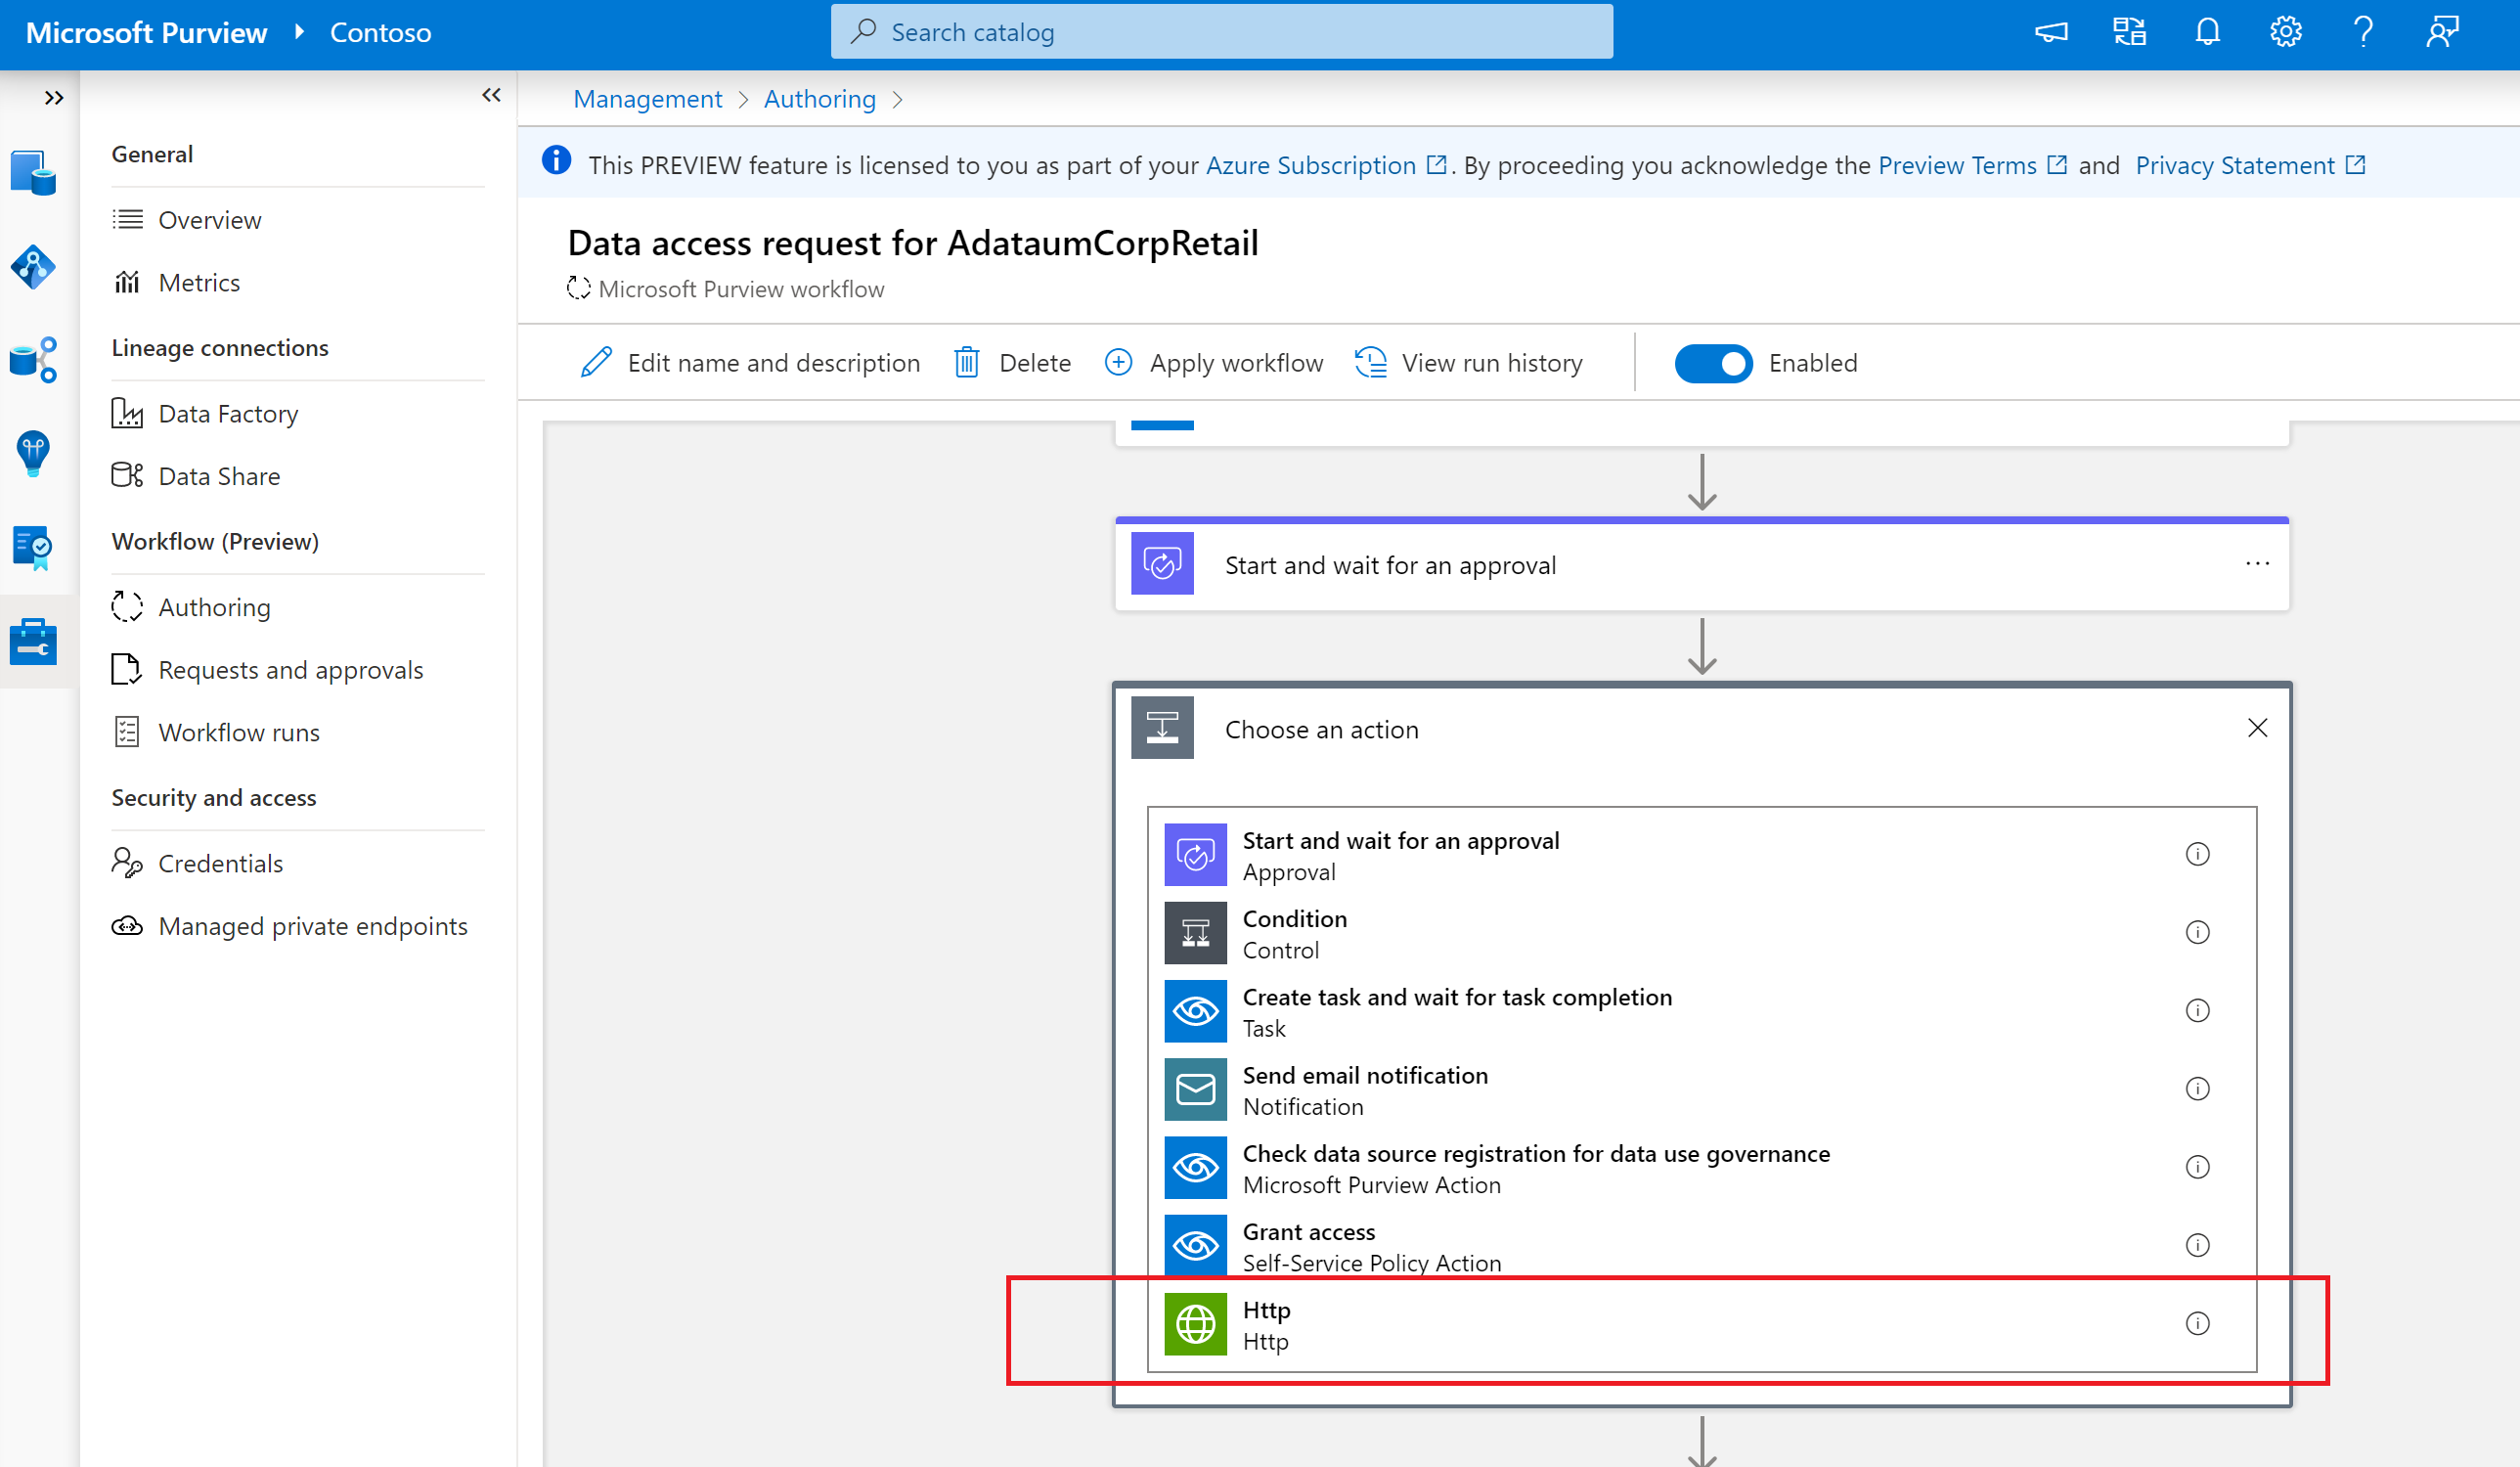 Microsoft Purview Contoso
Search catalog
General
Overview
Metrics
Lineage connections
Data Factory
Data Share
Workflow (Preview)
Authoring
Requests and approvals
Workflow runs
Security and access
Credentials
Managed private endpoints
Management > Authoring >
This PREVIEW feature is licensed to you as part of your Azure Subscription. By proceeding you acknowledge the Preview Terms and Privacy Statement
Data access request for AdataumCorpRetail
Microsoft Purview workflow
Edit name and description Delete Apply workflow View run history Enabled
Start and wait for an approval
Choose an action
Start and wait for an approval
Approval
Condition
Control
Create task and wait for task completion
Task
Send email notification
Notification
Check data source registration for data use governance
Microsoft Purview Action
Grant access
Self-Service Policy Action
Http
Http